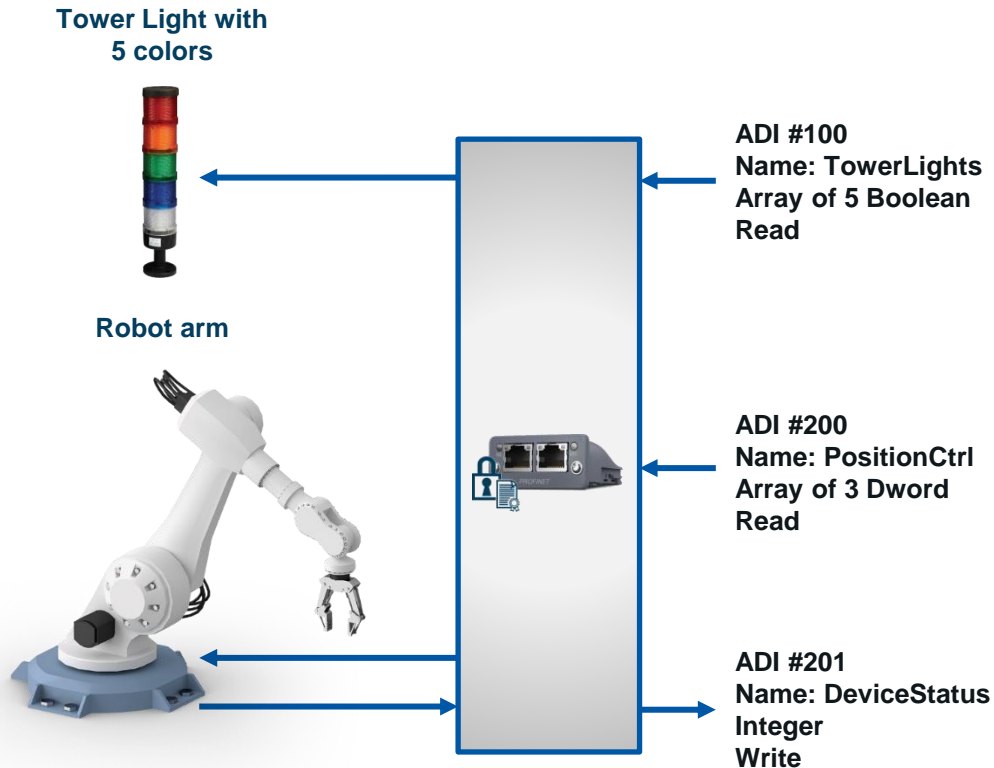 Tower Light with
5 colors
ADI #100
Name: TowerLights
Array of 5 Boolean
Read
Robot arm
ADI #200
Name: PositionCtrl
Array of 3 Dword
Read
PROFINET
ADI #201
Name: DeviceStatus
Integer
Write